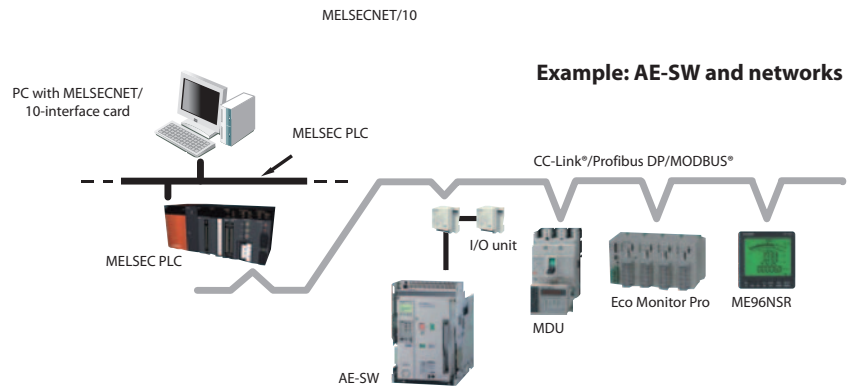 MELSECNET/10
Example: AE-SW and networks
PC with MELSECNET/
10-interface card
MELSEC PLC
CC-Link®/Profibus DP/MODBUS®
MELSEC PLC
I/O unit
MDU
Eco Monitor Pro
ME96NSR
AE-SW